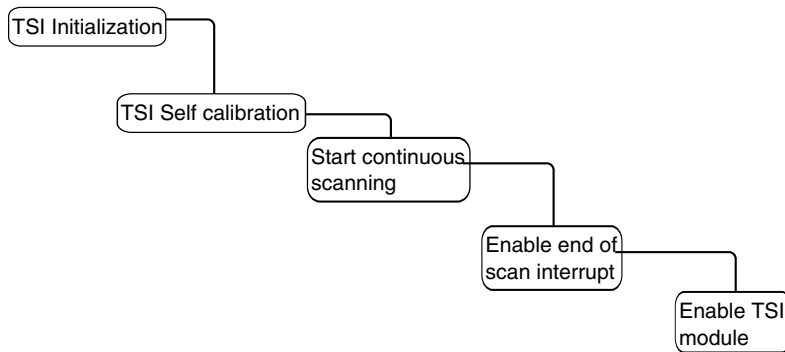 TSI Initialization
TSI Self calibration
Start continuous
scanning
Enable end of
scan interrupt
Enable TSI
module